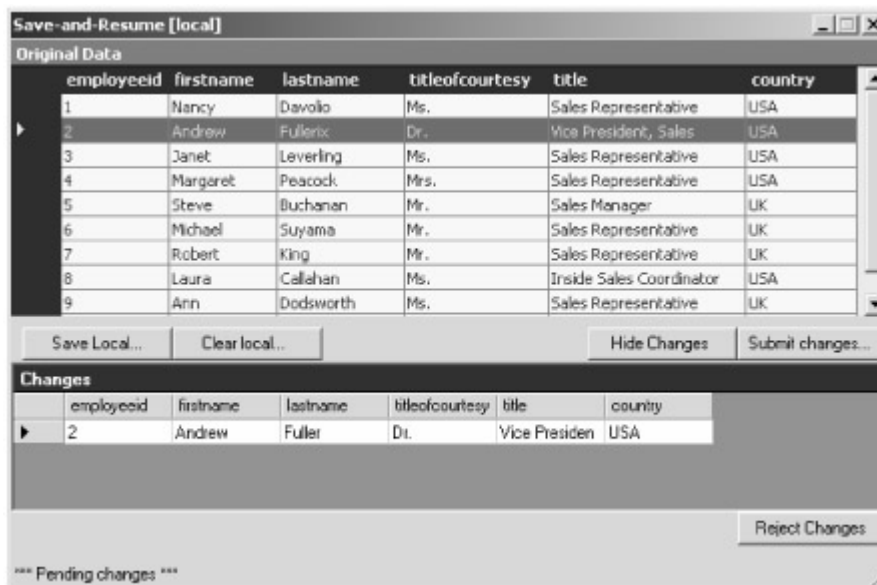 Save-and-Resume [local]
Original Data
employeeid firstname lastname titleofcourtesy title country
1 Nancy Davolio Ms. Sales Representative USA
2 Andrew Fullerix Dr. Vice President, Sales USA
3 Janet Leverling Ms. Sales Representative USA
4 Margaret Peacock Mrs. Sales Representative USA
5 Steve Buchanan Mr. Sales Manager UK
6 Michael Suyama Mr. Sales Representative UK
7 Robert King Mr. Sales Representative UK
8 Laura Callahan Ms. Inside Sales Coordinator USA
9 Ann Dodsworth Ms. Sales Representative UK
Save Local... Clear local... Hide Changes Submit changes...
Changes
employeeid firstname lastname titleofcourtesy title country
2 Andrew Fuller Dr. Vice Presiden USA
Reject Changes
*** Pending changes ***